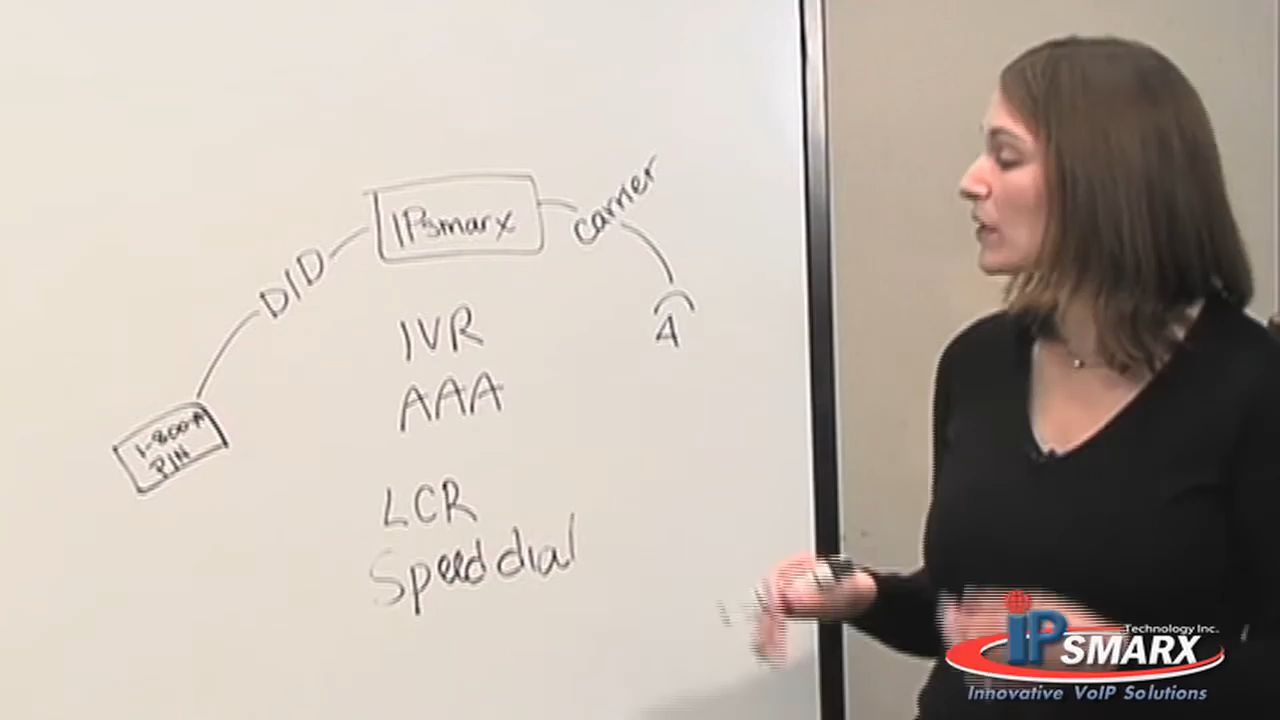 IPsmarx
carrier
DID
IVR
AAA
1-800-#
PIN
LCR
Speed dial
iPSMARX
Technology Inc.
Innovative VoIP Solutions